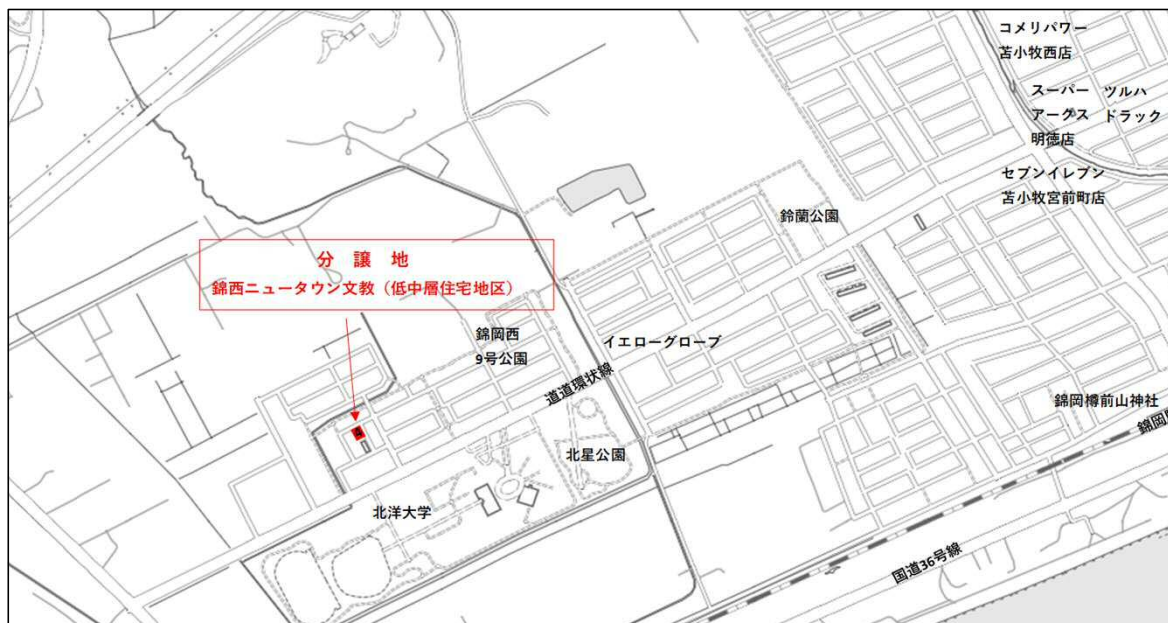 コメリパワー
苫小牧西店
スーパー
アークス
明徳店
ツルハ
ドラック
セブンイレブン
苫小牧宮前町店
鈴蘭公園
分 譲 地
錦西ニュータウン文教（低中層住宅地区）
錦岡西
9号公園
イエローグローブ
道道環状線
錦岡樽前山神社
錦岡
4
北星公園
北洋大学
国道36号線